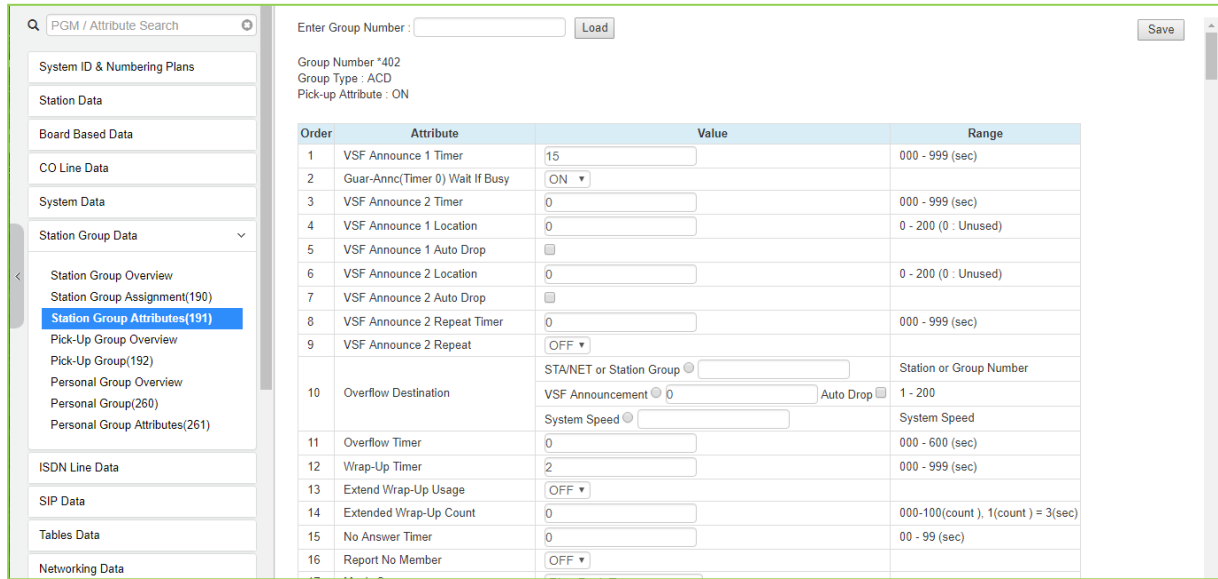 PGM / Attribute Search
System ID & Numbering Plans
Station Data
Board Based Data
CO Line Data
System Data
Station Group Data
Station Group Overview
Station Group Assignment(190)
Station Group Attributes(191)
Pick-Up Group Overview
Pick-Up Group(192)
Personal Group Overview
Personal Group(260)
Personal Group Attributes(261)
ISDN Line Data
SIP Data
Tables Data
Networking Data
Enter Group Number : Load Save
Group Number *402
Group Type : ACD
Pick-up Attribute : ON
Order Attribute Value Range
1 VSF Announce 1 Timer 15 000 - 999 (sec)
2 Guar-Annc(Timer 0) Wait If Busy ON
3 VSF Announce 2 Timer 0 000 - 999 (sec)
4 VSF Announce 1 Location 0 0 - 200 (0 : Unused)
5 VSF Announce 1 Auto Drop
6 VSF Announce 2 Location 0 0 - 200 (0 : Unused)
7 VSF Announce 2 Auto Drop
8 VSF Announce 2 Repeat Timer 0 000 - 999 (sec)
9 VSF Announce 2 Repeat OFF
STA/NET or Station Group Station or Group Number
10 Overflow Destination VSF Announcement 0 Auto Drop 1 - 200
System Speed System Speed
11 Overflow Timer 0 000 - 600 (sec)
12 Wrap-Up Timer 2 000 - 999 (sec)
13 Extend Wrap-Up Usage OFF
14 Extended Wrap-Up Count 0 000-100(count ), 1(count ) = 3(sec)
15 No Answer Timer 0 00 - 99 (sec)
16 Report No Member OFF